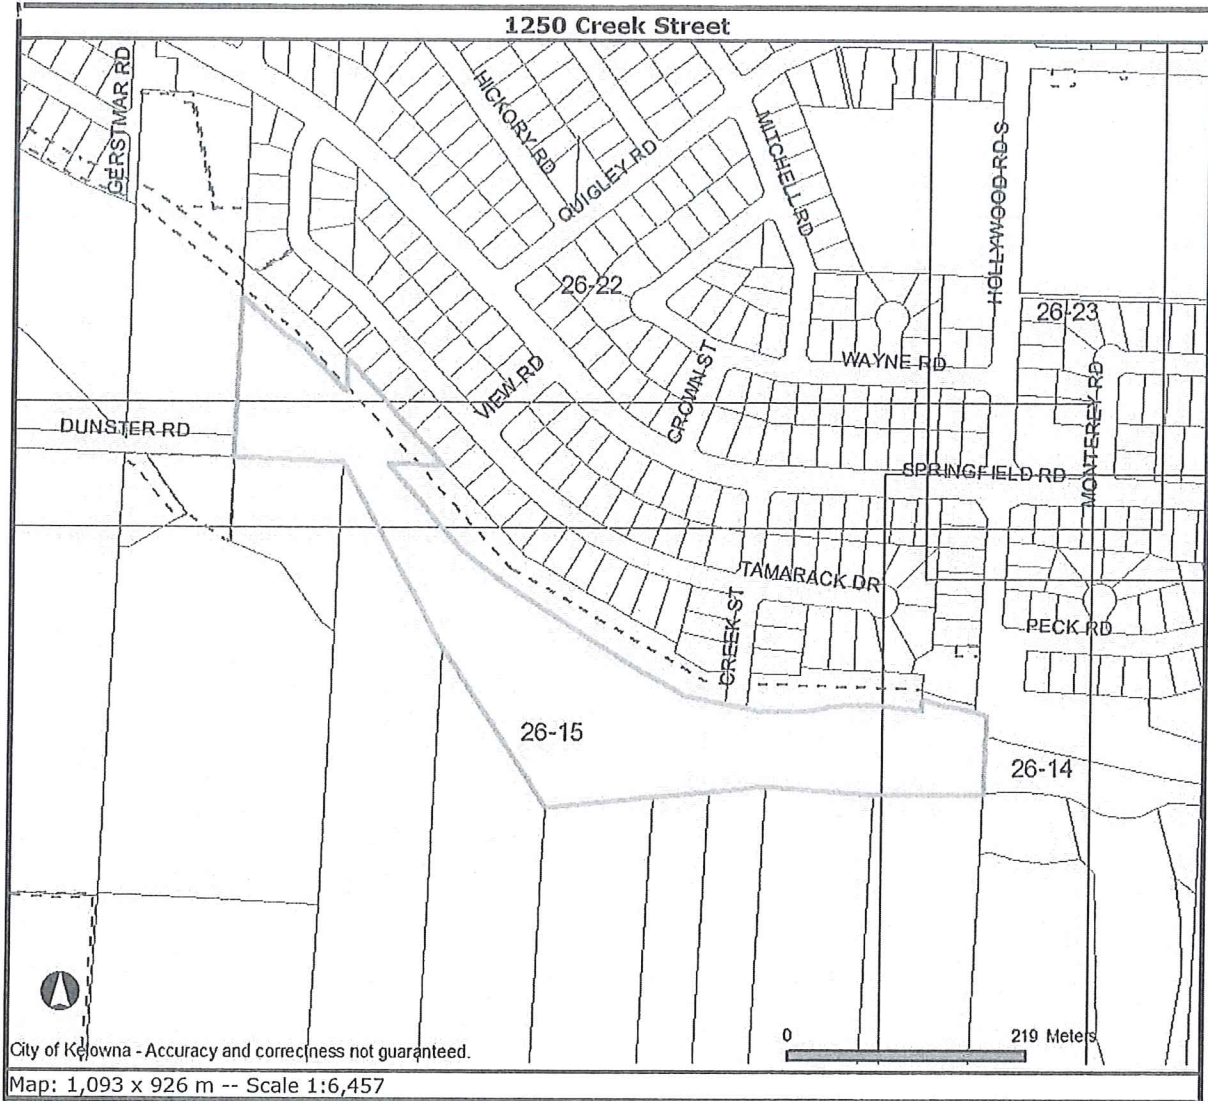 1250 Creek Street
GERSTMAR RD
HICKORY RD
QUIGLEY RD
MITCHELL RD
HOLLYWOOD RD S
26-22
26-23
WAYNE RD
VIEW RD
CROWN ST
MONTEREY RD
DUNSTER RD
SPRINGFIELD RD
TAMARACK DR
CREEK ST
PECK RD
26-15
26-14
0 219 Meters
City of Kelowna - Accuracy and correctness not guaranteed.
Map: 1,093 x 926 m -- Scale 1:6,457